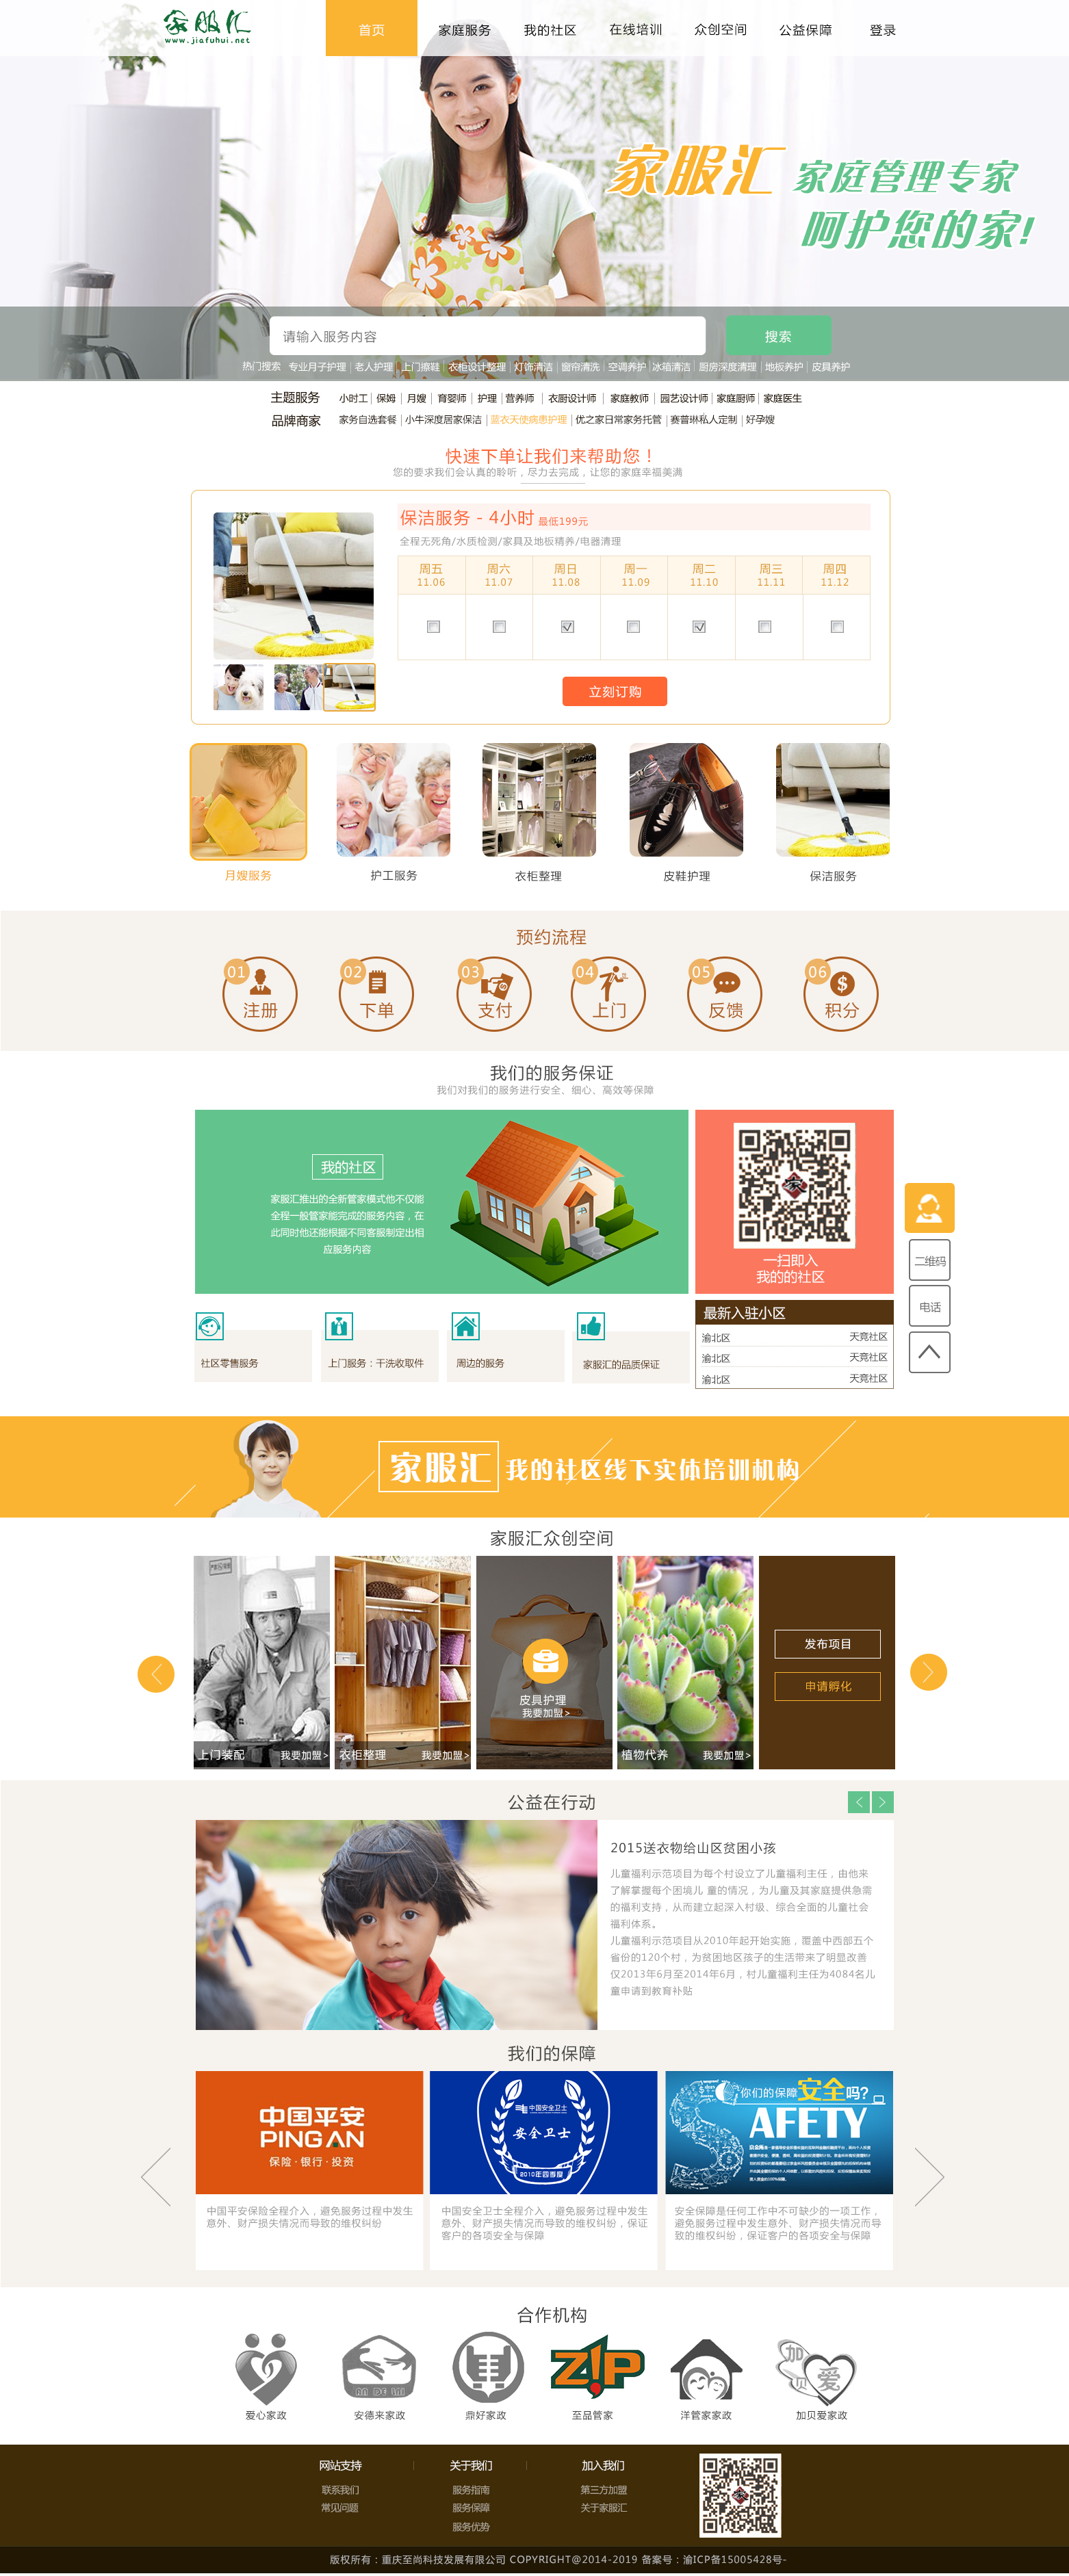 家服汇
www.jiafuhui.net
首页 家庭服务 我的社区 在线培训 众创空间 公益保障 登录
家服汇 家庭管理专家
呵护您的家!
请输入服务内容 搜索
热门搜索 专业月子护理 老人护理 上门擦鞋 衣柜设计整理 灯饰清洁 窗帘清洗 空调养护 冰箱清洁 厨房深度清理 地板养护 皮具养护
主题服务 小时工 保姆 月嫂 育婴师 护理 营养师 衣厨设计师 家庭教师 园艺设计师 家庭厨师 家庭医生
品牌商家 家务自选套餐 小牛深度居家保洁 蓝衣天使病患护理 优之家日常家务托管 赛普琳私人定制 好孕嫂
快速下单让我们来帮助您！
您的要求我们会认真的聆听，尽力去完成，让您的家庭幸福美满
保洁服务 - 4小时 最低199元
全程无死角/水质检测/家具及地板精养/电器清理
周五 周六 周日 周一 周二 周三 周四
11.06 11.07 11.08 11.09 11.10 11.11 11.12
立刻订购
月嫂服务 护工服务 衣柜整理 皮鞋护理 保洁服务
预约流程
01 02 03 04 05 06
注册 下单 支付 上门 反馈 积分
我们的服务保证
我们对我们的服务进行安全、细心、高效等保障
我的社区
家服汇推出的全新管家模式他不仅能
全程一般管家能完成的服务内容，在
此同时他还能根据不同客服制定出相
应服务内容
家
一扫即入
我的的社区
二维码
电话
最新入驻小区
渝北区 天竞社区
渝北区 天竞社区
渝北区 天竞社区
社区零售服务 上门服务：干洗收取件 周边的服务 家服汇的品质保证
家服汇 我的社区线下实体培训机构
家服汇众创空间
上门装配 我要加盟>
衣柜整理 我要加盟>
皮具护理
我要加盟>
植物代养 我要加盟>
发布项目
申请孵化
公益在行动
2015送衣物给山区贫困小孩
儿童福利示范项目为每个村设立了儿童福利主任，由他来
了解掌握每个困境儿 量的情况，为儿童及其家庭提供急需
的福利支持，从而建立起深入村级、综合全面的儿童社会
福利体系。
儿童福利示范项目从2010年起开始实施，覆盖中西部五个
省份的120个村，为贫困地区孩子的生活带来了明显改善
仅2013年6月至2014年6月，村儿童福利主任为4084名儿
童申请到教育补贴
我们的保障
中国平安
PING AN
保险·银行·投资
中国安全卫士
安全卫士
2010年四季度
你们的保障安全吗?
SAFETY
中国平安保险全程介入，避免服务过程中发生
意外、财产损失情况而导致的维权纠纷
中国安全卫士全程介入，避免服务过程中发生
意外、财产损失情况而导致的维权纠纷，保证
客户的各项安全与保障
安全保障是任何工作中不可缺少的一项工作，
避免服务过程中发生意外、财产损失情况而导
致的维权纠纷，保证客户的各项安全与保障
合作机构
AN DE LAI
ZIP
加
贝
爱
爱心家政 安德来家政 鼎好家政 至品管家 洋管家家政 加贝爱家政
网站支持 关于我们 加入我们
联系我们 服务指南 第三方加盟
常见问题 服务保障 关于家服汇
服务优势
家
版权所有：重庆至尚科技发展有限公司 COPYRIGHT@2014-2019 备案号：渝ICP备15005428号-